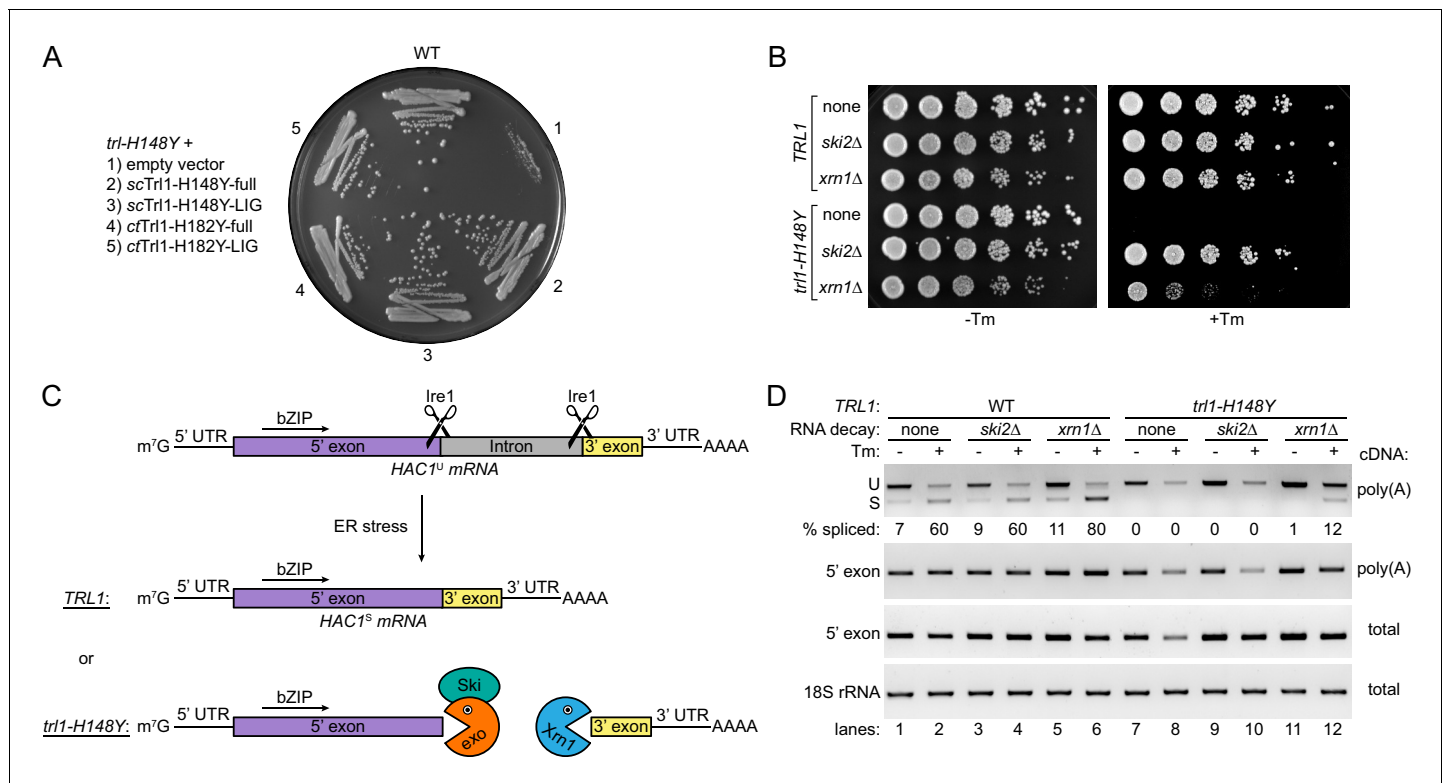 A
WT
trl-H148Y +
1) empty vector
2) scTrl1-H148Y-full
3) scTrl1-H148Y-LIG
4) ctTrl1-H182Y-full
5) ctTrl1-H182Y-LIG
5
1
4
2
3
B
TRL1
none
ski2Δ
xrn1Δ
trl1-H148Y
none
ski2Δ
xrn1Δ
-Tm
+Tm
C
Ire1
Ire1
bZIP
m⁷G 5' UTR 5' exon Intron 3' exon 3' UTR AAAA
HAC1ᵁ mRNA
ER stress
bZIP
TRL1: m⁷G 5' UTR 5' exon 3' exon 3' UTR AAAA
HAC1ˢ mRNA
or
bZIP
Ski
trl1-H148Y: m⁷G 5' UTR 5' exon exo Xrn1 3' exon 3' UTR AAAA
D
TRL1: WT trl1-H148Y
RNA decay: none ski2Δ xrn1Δ none ski2Δ xrn1Δ
Tm: - + - + - + - + - + - + cDNA:
U
poly(A)
S
% spliced: 7 60 9 60 11 80 0 0 0 0 1 12
5' exon poly(A)
5' exon total
18S rRNA total
lanes: 1 2 3 4 5 6 7 8 9 10 11 12